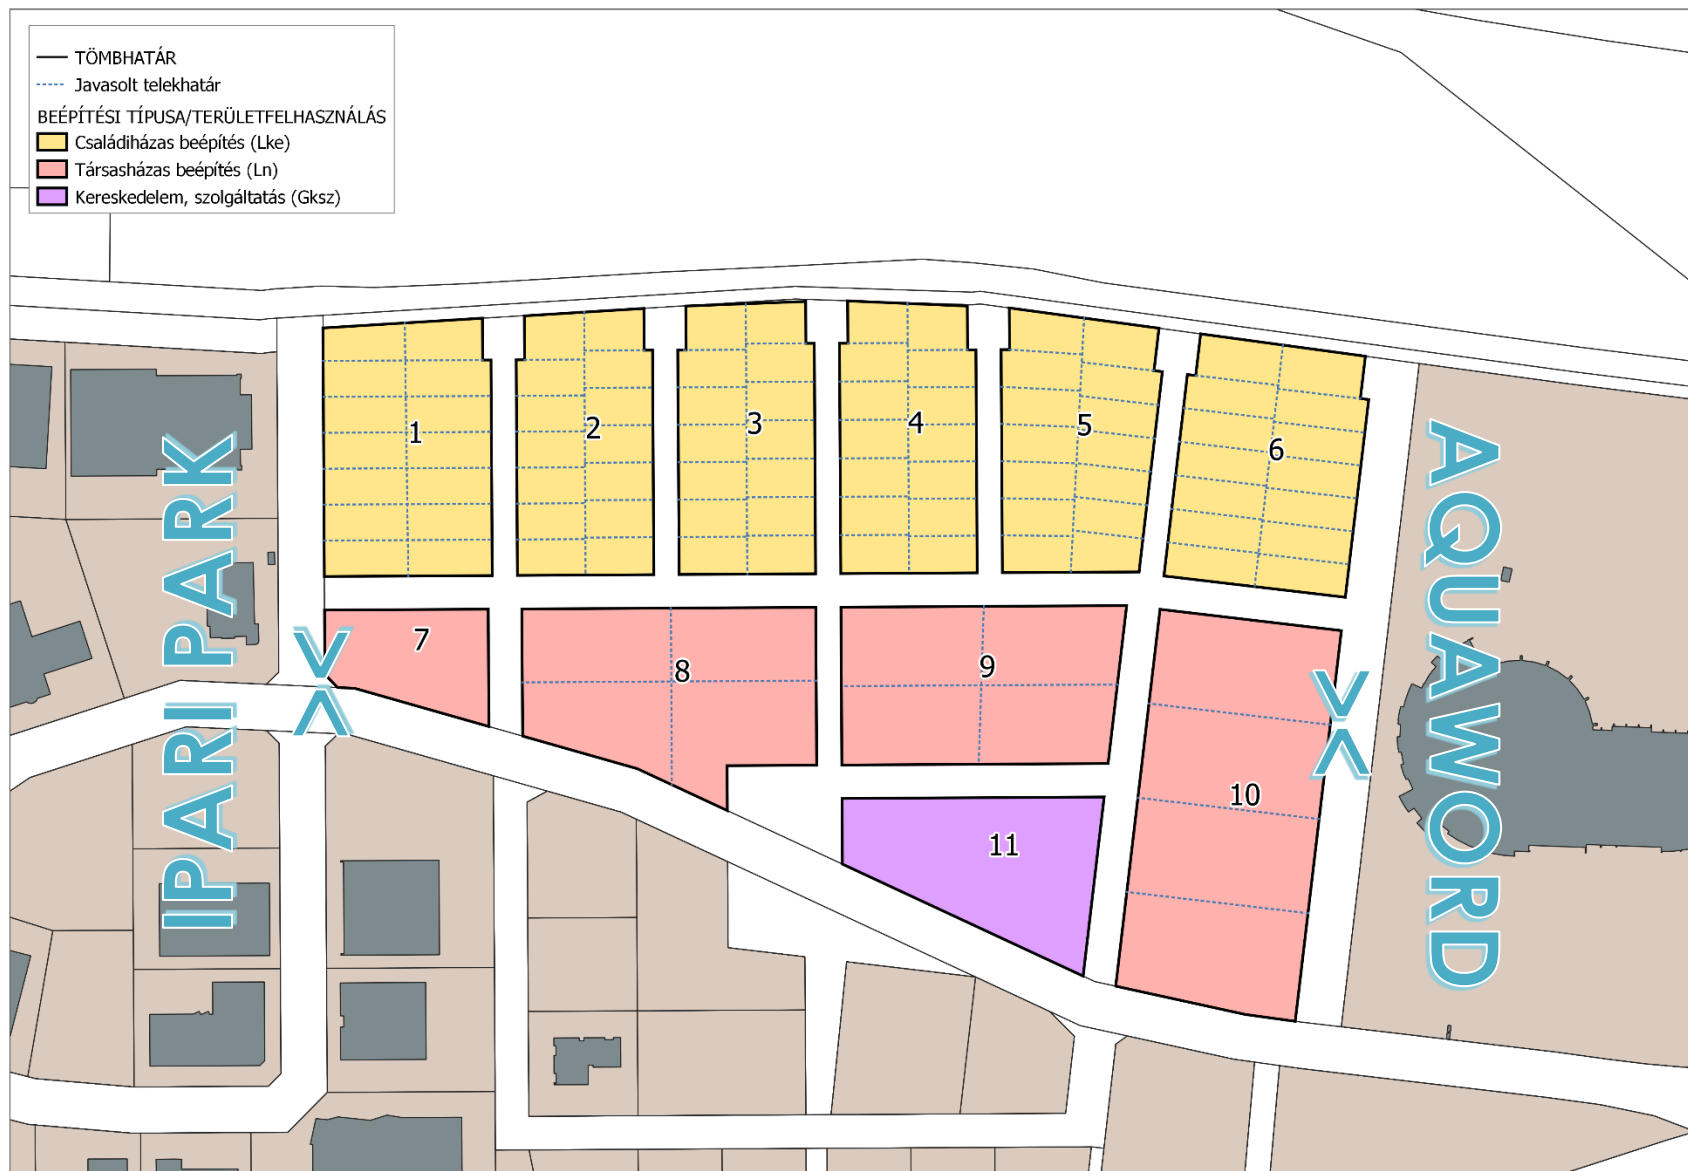 TÖMBHATÁR
Javasolt telekhatár
BEÉPÍTÉSI TÍPUSA/TERÜLETFELHASZNÁLÁS
Családiházas beépítés (Lke)
Társasházas beépítés (Ln)
Kereskedelem, szolgáltatás (Gksz)
1
2
3
4
5
6
7
8
9
10
11
IPARI PARK
AQUAWORD